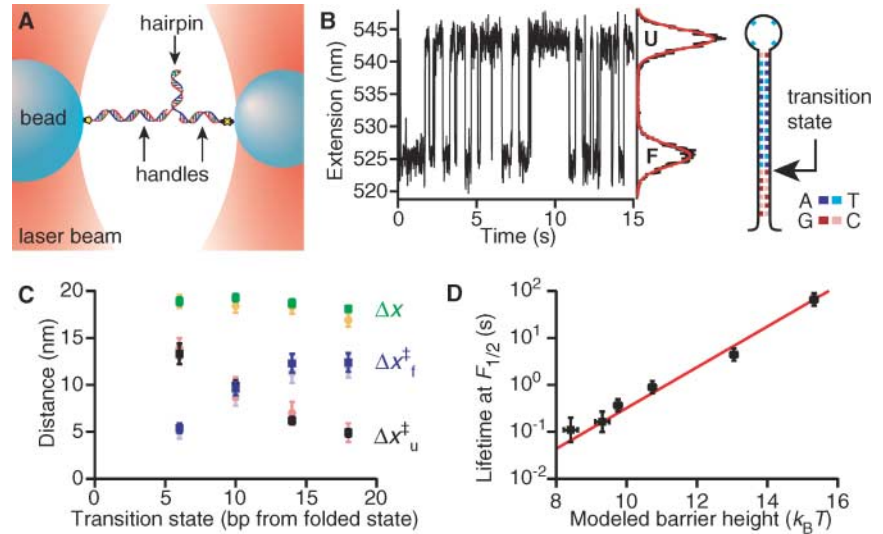 A
hairpin
bead
handles
laser beam
B
Extension (nm)
545
540
535
530
525
520
0 5 10 15
Time (s)
U
F
transition
state
A T
G C
C
Distance (nm)
20
15
10
5
0
0 5 10 15 20
Transition state (bp from folded state)
Δx
Δx‡f
Δx‡u
D
Lifetime at F1/2 (s)
10²
10¹
10⁰
10⁻¹
10⁻²
8 10 12 14 16
Modeled barrier height (kBT)